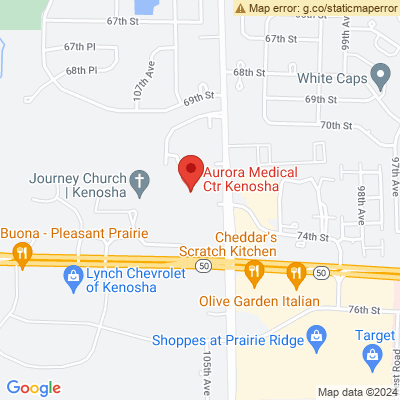 Map error: g.co/staticmaperror
67th St
67th Pl
67th St
99th Ave
68th Pl
107th Ave
68th St
White Caps
69th St
69th St
70th St
Aurora Medical
Ctr Kenosha
Journey Church
| Kenosha
98th Ave
Buona - Pleasant Prairie
74th St
Cheddar's
Scratch Kitchen
50
50
Lynch Chevrolet
of Kenosha
Olive Garden Italian
76th St
Shoppes at Prairie Ridge
Target
105th Ave
est Road
Google
Map data ©2024